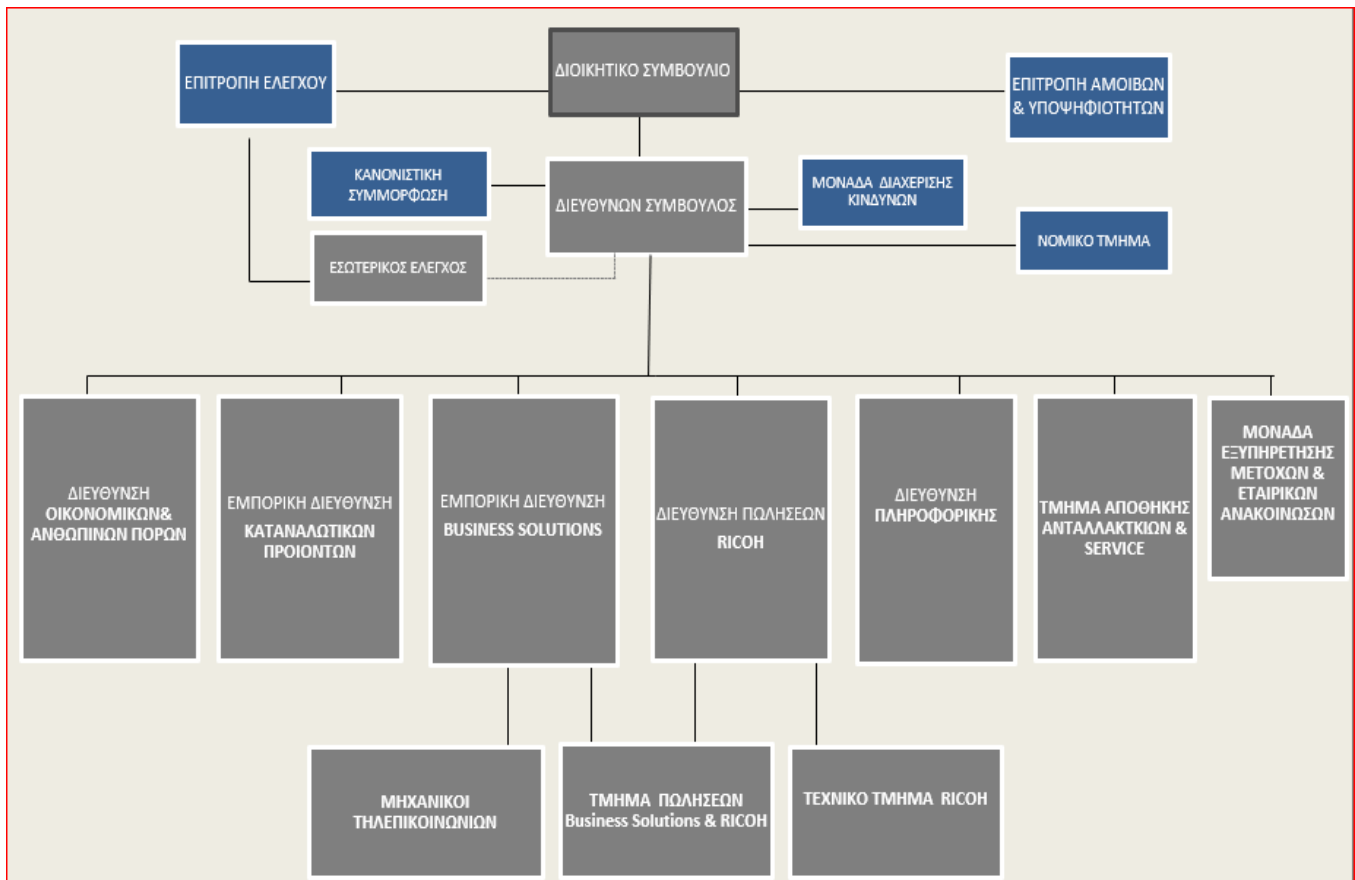 ΔΙΟΙΚΗΤΙΚΟ ΣΥΜΒΟΥΛΙΟ
ΕΠΙΤΡΟΠΗ ΕΛΕΓΧΟΥ
ΕΠΙΤΡΟΠΗ ΑΜΟΙΒΩΝ
& ΥΠΟΨΗΦΙΟΤΗΤΩΝ
ΚΑΝΟΝΙΣΤΙΚΗ
ΣΥΜΜΟΡΦΩΣΗ
ΔΙΕΥΘΥΝΩΝ ΣΥΜΒΟΥΛΟΣ
ΜΟΝΑΔΑ ΔΙΑΧΕΡΙΣΗΣ
ΚΙΝΔΥΝΩΝ
ΝΟΜΙΚΟ ΤΜΗΜΑ
ΕΣΩΤΕΡΙΚΟΣ ΕΛΕΓΧΟΣ
ΔΙΕΥΘΥΝΣΗ
ΟΙΚΟΝΟΜΙΚΩΝ&
ΑΝΘΩΠΙΝΩΝ ΠΟΡΩΝ
ΕΜΠΟΡΙΚΗ ΔΙΕΥΘΥΝΣΗ
ΚΑΤΑΝΑΛΩΤΙΚΩΝ
ΠΡΟΙΟΝΤΩΝ
ΕΜΠΟΡΙΚΗ ΔΙΕΥΘΥΝΣΗ
BUSINESS SOLUTIONS
ΔΙΕΥΘΥΝΣΗ ΠΩΛΗΣΕΩΝ
RICOH
ΔΙΕΥΘΥΝΣΗ
ΠΛΗΡΟΦΟΡΙΚΗΣ
ΤΜΗΜΑ ΑΠΟΘΗΚΗΣ
ΑΝΤΑΛΛΑΚΤΚΙΩΝ &
SERVICE
ΜΟΝΑΔΑ
ΕΞΥΠΗΡΕΤΗΣΗΣ
ΜΕΤΟΧΩΝ &
ΕΤΑΙΡΙΚΩΝ
ΑΝΑΚΟΙΝΩΣΩΝ
ΜΗΧΑΝΙΚΟΙ
ΤΗΛΕΠΙΚΟΙΝΩΝΙΩΝ
ΤΜΗΜΑ ΠΩΛΗΣΕΩΝ
Business Solutions & RICOH
ΤΕΧΝΙΚΟ ΤΜΗΜΑ RICOH